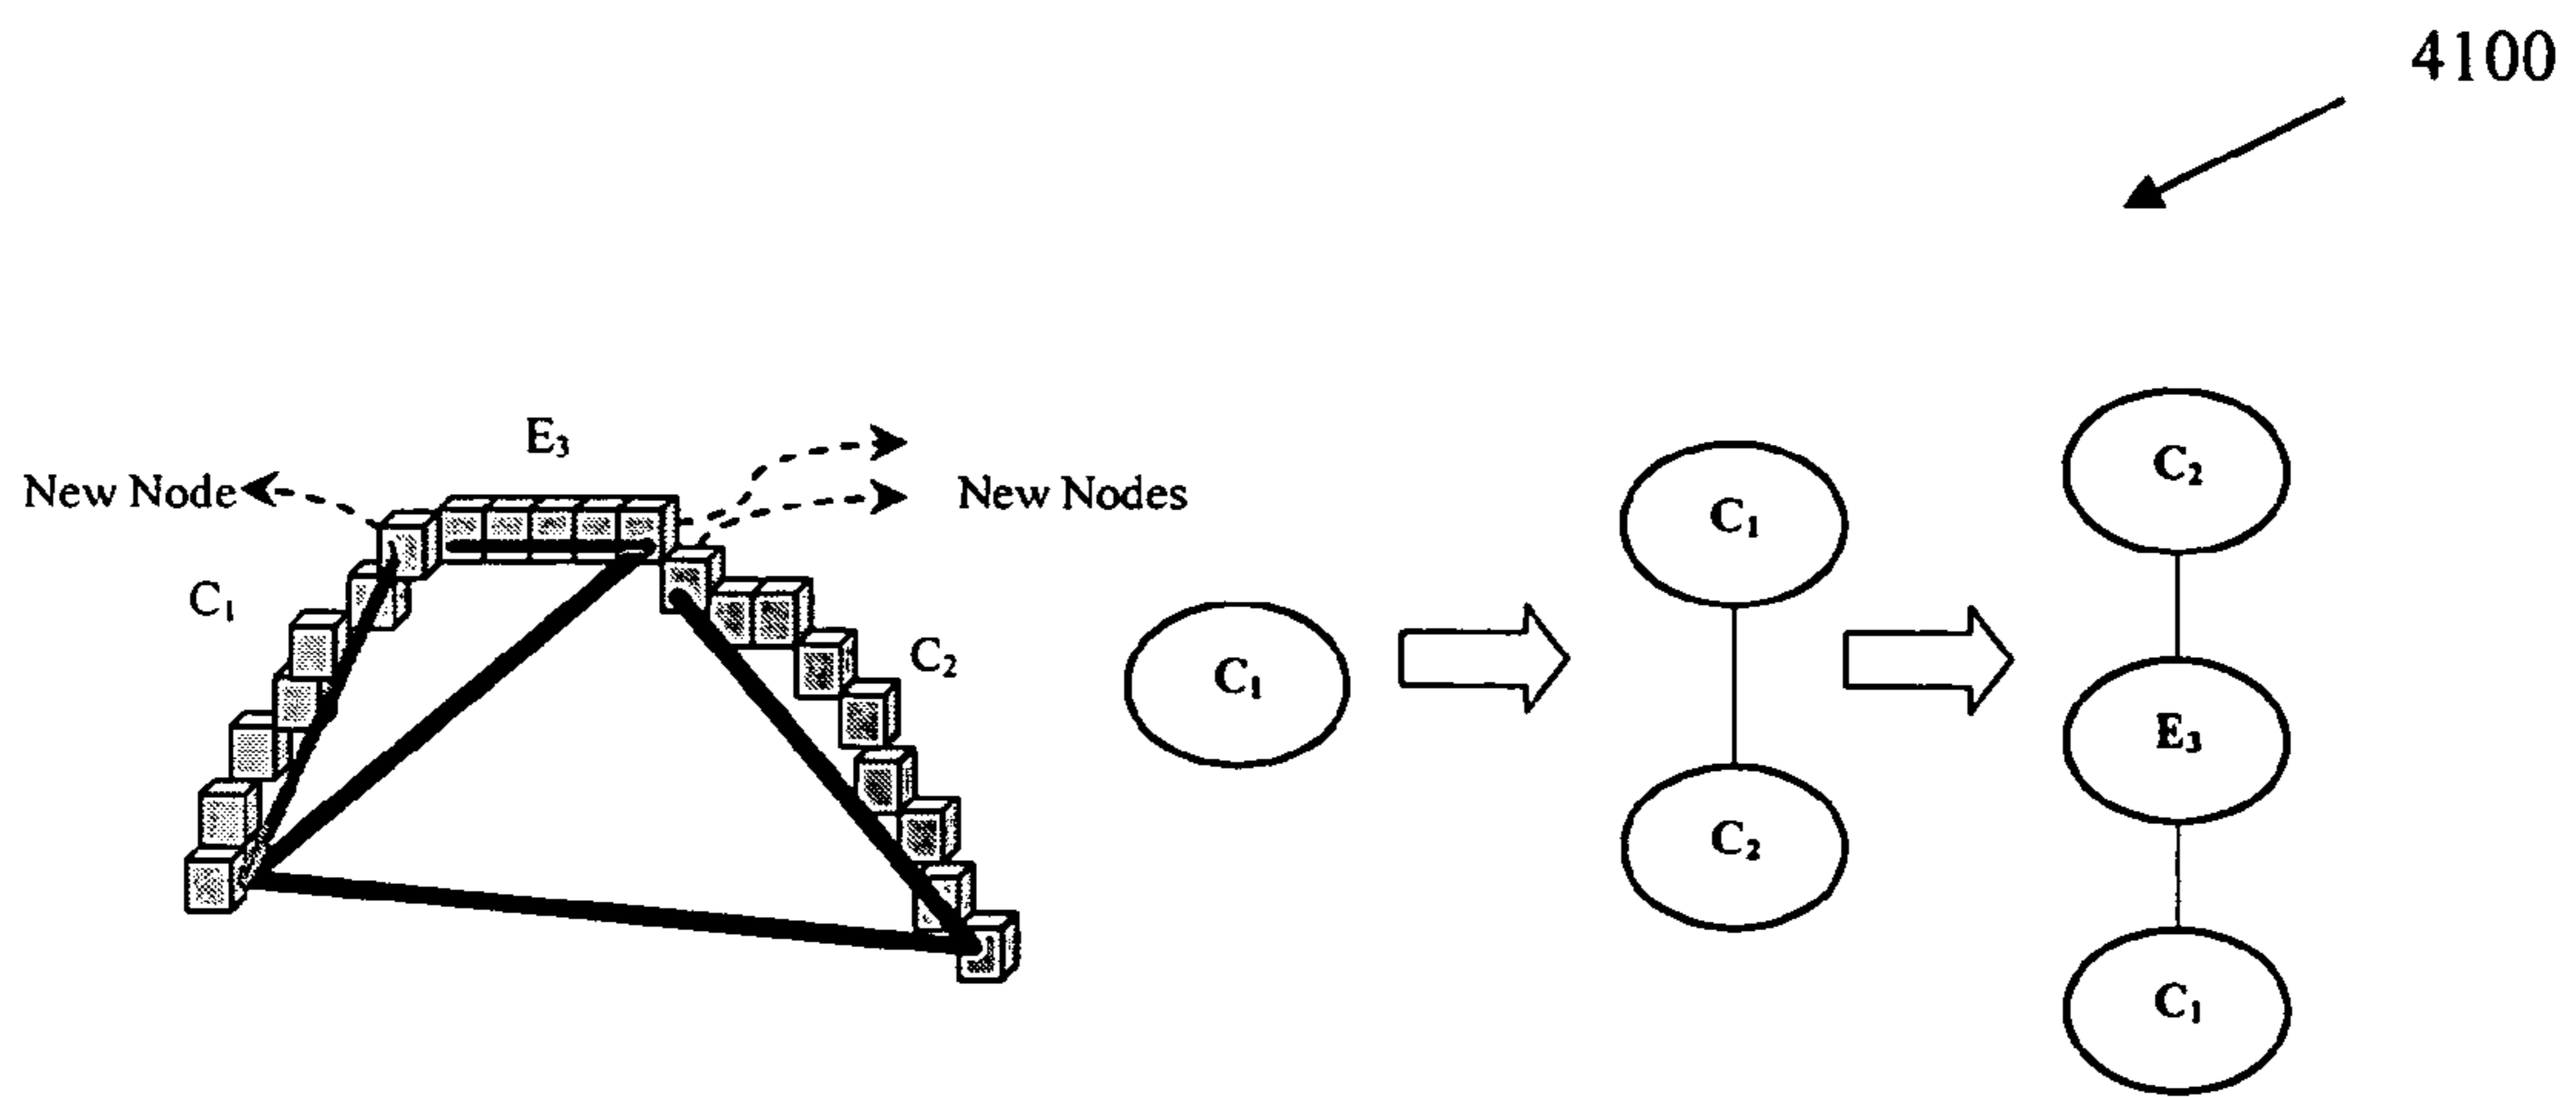 4100
E₃
New Node
New Nodes
C₁
C₂
C₁
C₁
C₂
C₂
E₃
C₁